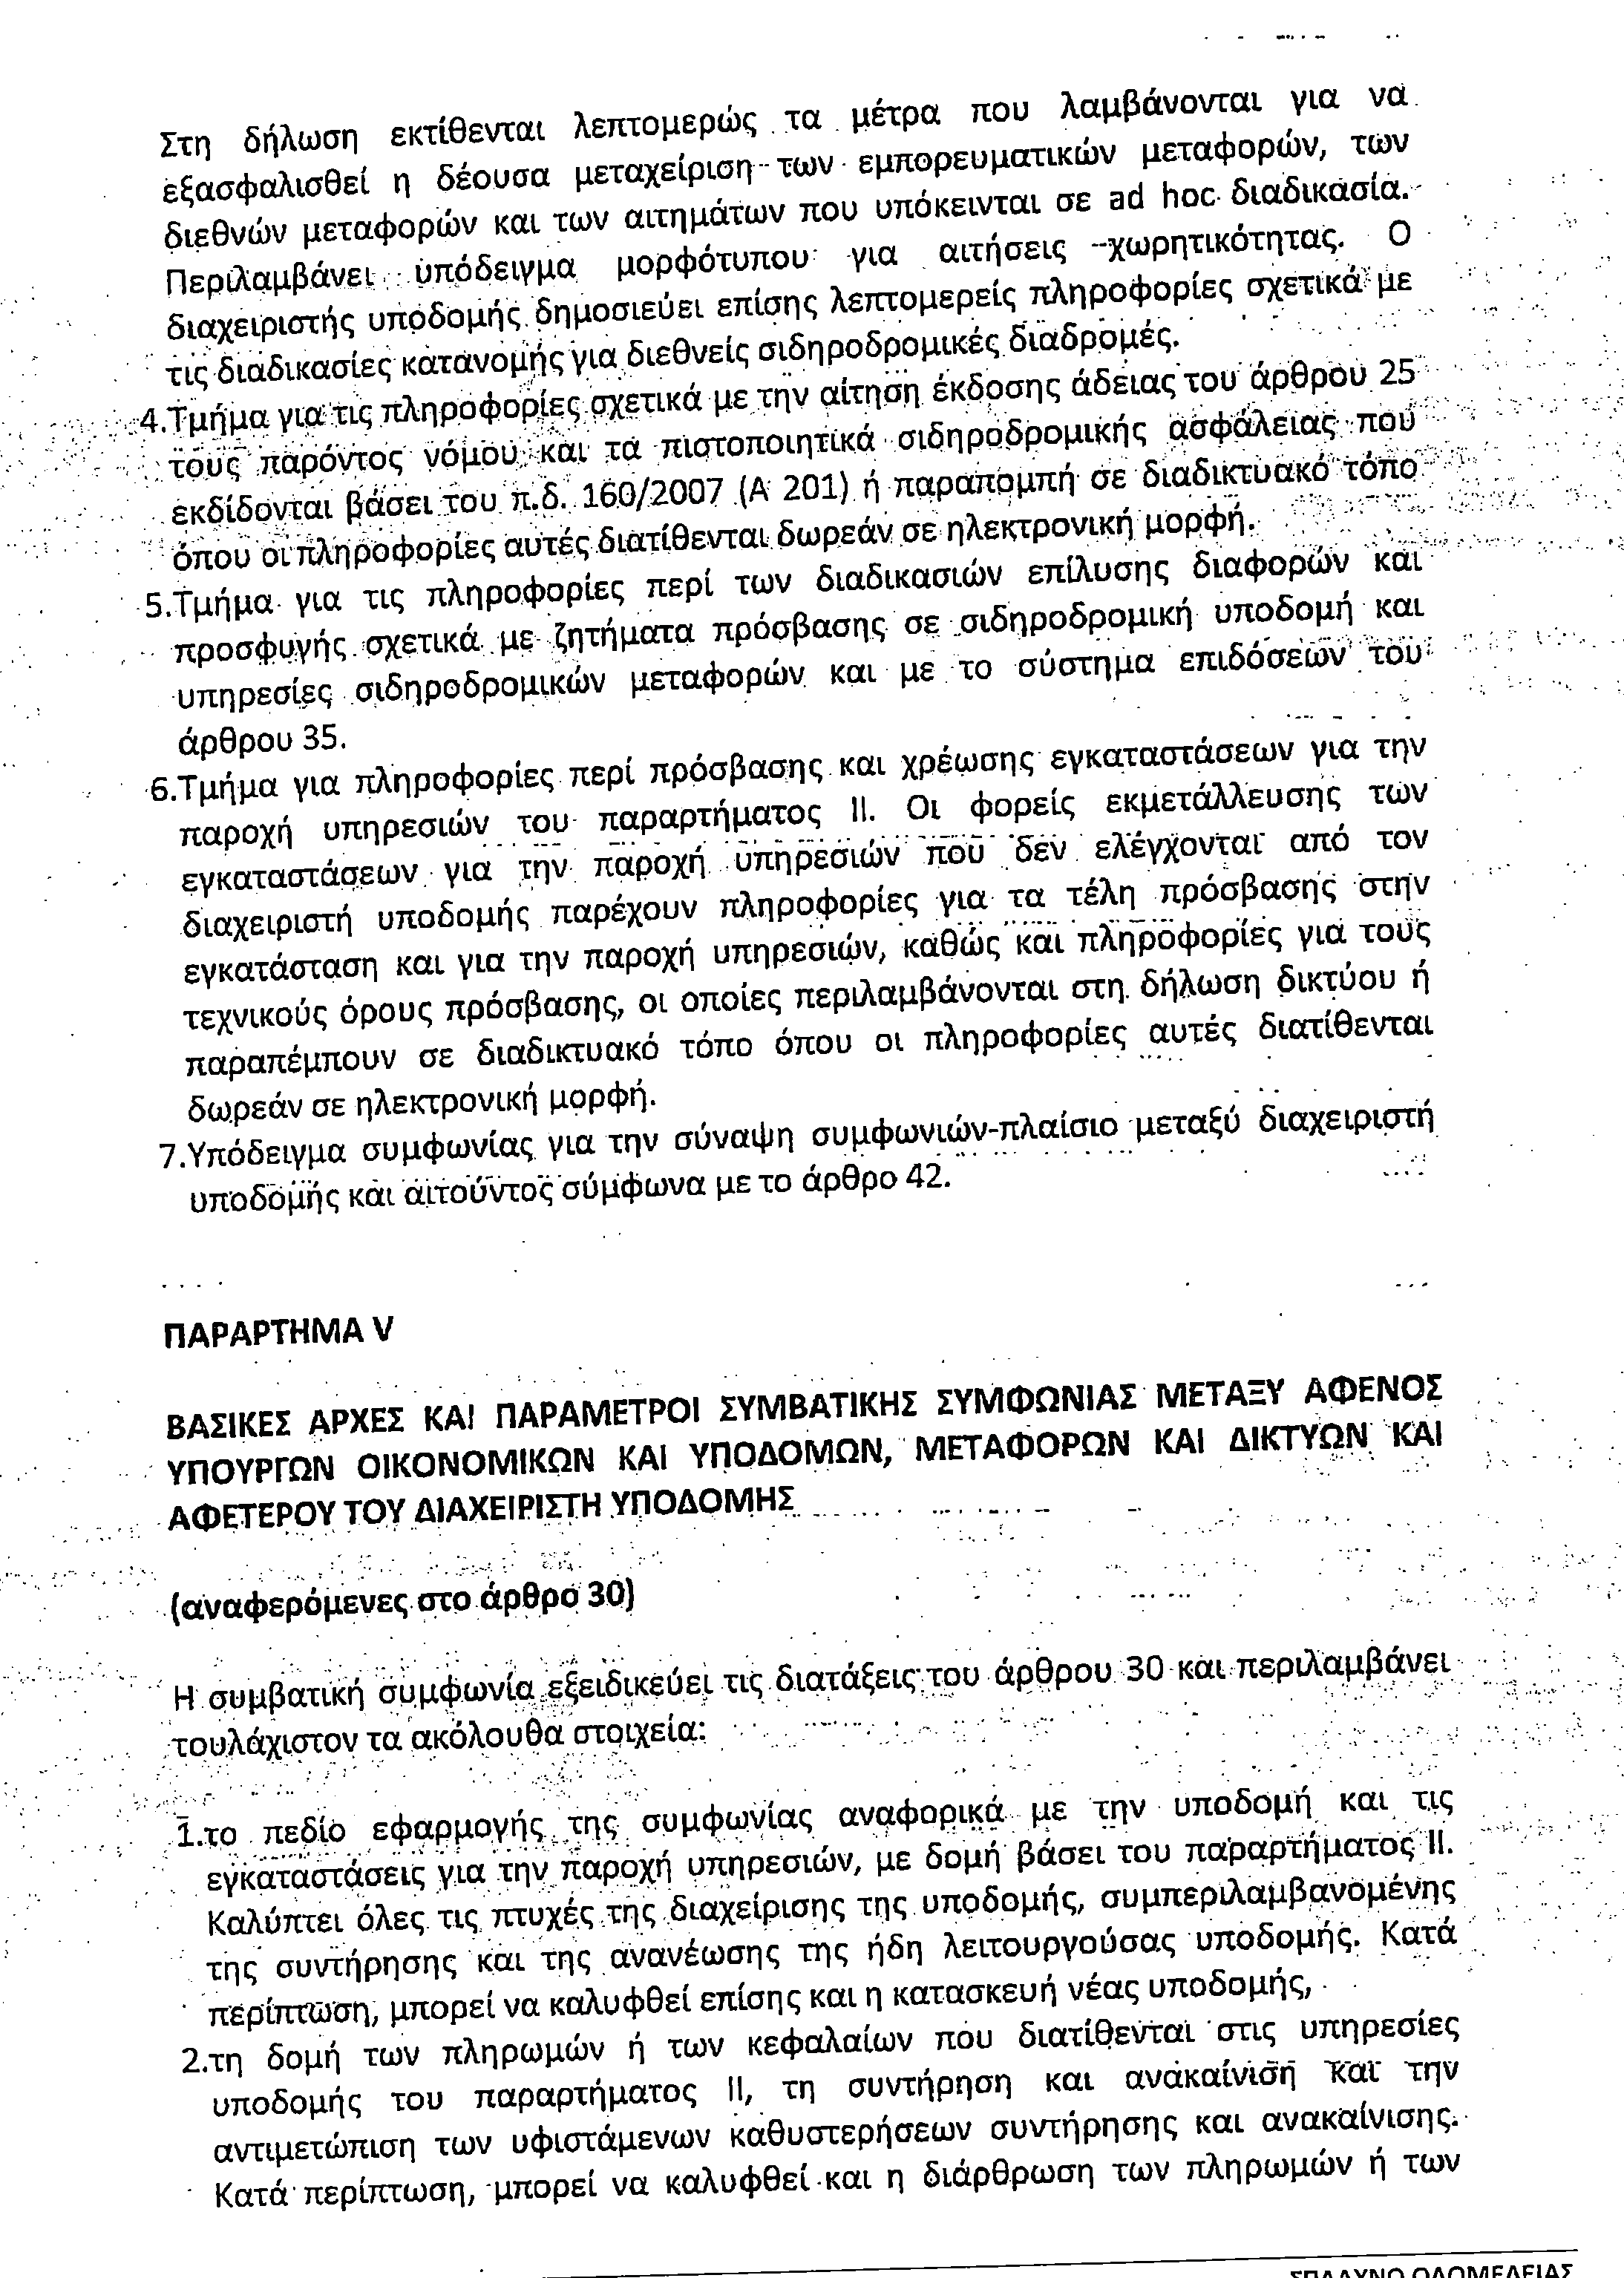 Στη δήλωση εκτίθενται λεπτομερώς τα μέτρα που λαμβάνονται για να
εξασφαλισθεί η δέουσα μεταχείριση των εμπορευματικών μεταφορών, των
διεθνών μεταφορών και των αιτημάτων που υπόκεινται σε ad hoc διαδικασία.
Περιλαμβάνει υπόδειγμα μορφότυπου για αιτήσεις χωρητικότητας. Ο
διαχειριστής υποδομής δημοσιεύει επίσης λεπτομερείς πληροφορίες σχετικά με
τις διαδικασίες κατανομής για διεθνείς σιδηροδρομικές διαδρομές.
4.Τμήμα για τις πληροφορίες σχετικά με την αίτηση έκδοσης άδειας του άρθρου 25
τους παρόντος νόμου και τα πιστοποιητικά σιδηροδρομικής ασφάλειας που
εκδίδονται βάσει του π.δ. 160/2007 (Α 201) ή παραπομπή σε διαδικτυακό τόπο
όπου οι πληροφορίες αυτές διατίθενται δωρεάν σε ηλεκτρονική μορφή.
5.Τμήμα για τις πληροφορίες περί των διαδικασιών επίλυσης διαφορών και
προσφυγής σχετικά με ζητήματα πρόσβασης σε σιδηροδρομική υποδομή και
υπηρεσίες σιδηροδρομικών μεταφορών και με το σύστημα επιδόσεων του
άρθρου 35.
6.Τμήμα για πληροφορίες περί πρόσβασης και χρέωσης εγκαταστάσεων για την
παροχή υπηρεσιών του παραρτήματος ΙΙ. Οι φορείς εκμετάλλευσης των
εγκαταστάσεων για την παροχή υπηρεσιών που δεν ελέγχονται από τον
διαχειριστή υποδομής παρέχουν πληροφορίες για τα τέλη πρόσβασης στην
εγκατάσταση και για την παροχή υπηρεσιών, καθώς και πληροφορίες για τους
τεχνικούς όρους πρόσβασης, οι οποίες περιλαμβάνονται στη δήλωση δικτύου ή
παραπέμπουν σε διαδικτυακό τόπο όπου οι πληροφορίες αυτές διατίθενται
δωρεάν σε ηλεκτρονική μορφή.
7.Υπόδειγμα συμφωνίας για την σύναψη συμφωνιών-πλαίσιο μεταξύ διαχειριστή
υποδομής και αιτούντος σύμφωνα με το άρθρο 42.
ΠΑΡΑΡΤΗΜΑ V
ΒΑΣΙΚΕΣ ΑΡΧΕΣ ΚΑΙ ΠΑΡΑΜΕΤΡΟΙ ΣΥΜΒΑΤΙΚΗΣ ΣΥΜΦΩΝΙΑΣ ΜΕΤΑΞΥ ΑΦΕΝΟΣ
ΥΠΟΥΡΓΩΝ ΟΙΚΟΝΟΜΙΚΩΝ ΚΑΙ ΥΠΟΔΟΜΩΝ, ΜΕΤΑΦΟΡΩΝ ΚΑΙ ΔΙΚΤΥΩΝ ΚΑΙ
ΑΦΕΤΕΡΟΥ ΤΟΥ ΔΙΑΧΕΙΡΙΣΤΗ ΥΠΟΔΟΜΗΣ
(αναφερόμενες στο άρθρο 30)
Η συμβατική συμφωνία εξειδικεύει τις διατάξεις του άρθρου 30 και περιλαμβάνει
τουλάχιστον τα ακόλουθα στοιχεία:
1.το πεδίο εφαρμογής της συμφωνίας αναφορικά με την υποδομή και τις
εγκαταστάσεις για την παροχή υπηρεσιών, με δομή βάσει του παραρτήματος ΙΙ.
Καλύπτει όλες τις πτυχές της διαχείρισης της υποδομής, συμπεριλαμβανομένης
της συντήρησης και της ανανέωσης της ήδη λειτουργούσας υποδομής. Κατά
περίπτωση, μπορεί να καλυφθεί επίσης και η κατασκευή νέας υποδομής,
2.τη δομή των πληρωμών ή των κεφαλαίων που διατίθενται στις υπηρεσίες
υποδομής του παραρτήματος ΙΙ, τη συντήρηση και ανακαίνιση και την
αντιμετώπιση των υφιστάμενων καθυστερήσεων συντήρησης και ανακαίνισης.
Κατά περίπτωση, μπορεί να καλυφθεί και η διάρθρωση των πληρωμών ή των